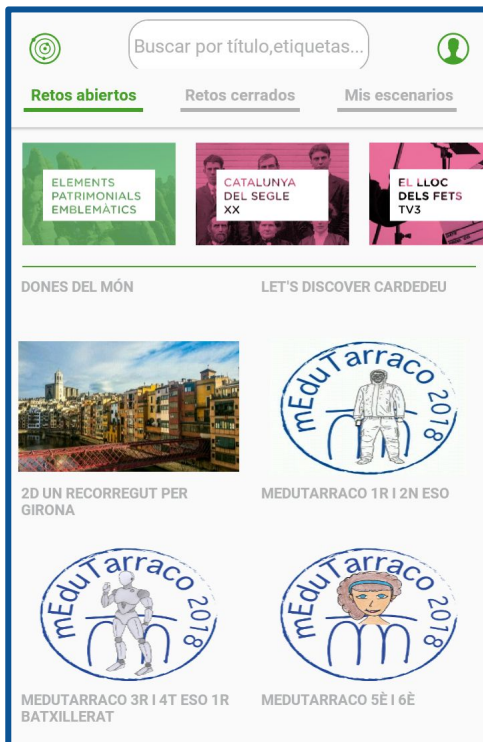 Buscar por título,etiquetas...
Retos abiertos
Retos cerrados
Mis escenarios
ELEMENTS
PATRIMONIALS
EMBLEMÀTICS
CATALUNYA
DEL SEGLE
XX
EL LLOC
DELS FETS
TV3
DONES DEL MÓN
LET'S DISCOVER CARDEDEU
mEduTarraco 2018
2D UN RECORREGUT PER
GIRONA
MEDUTARRACO 1R I 2N ESO
mEduTarraco 2018
mEduTarraco 2018
MEDUTARRACO 3R I 4T ESO 1R
BATXILLERAT
MEDUTARRACO 5È I 6È